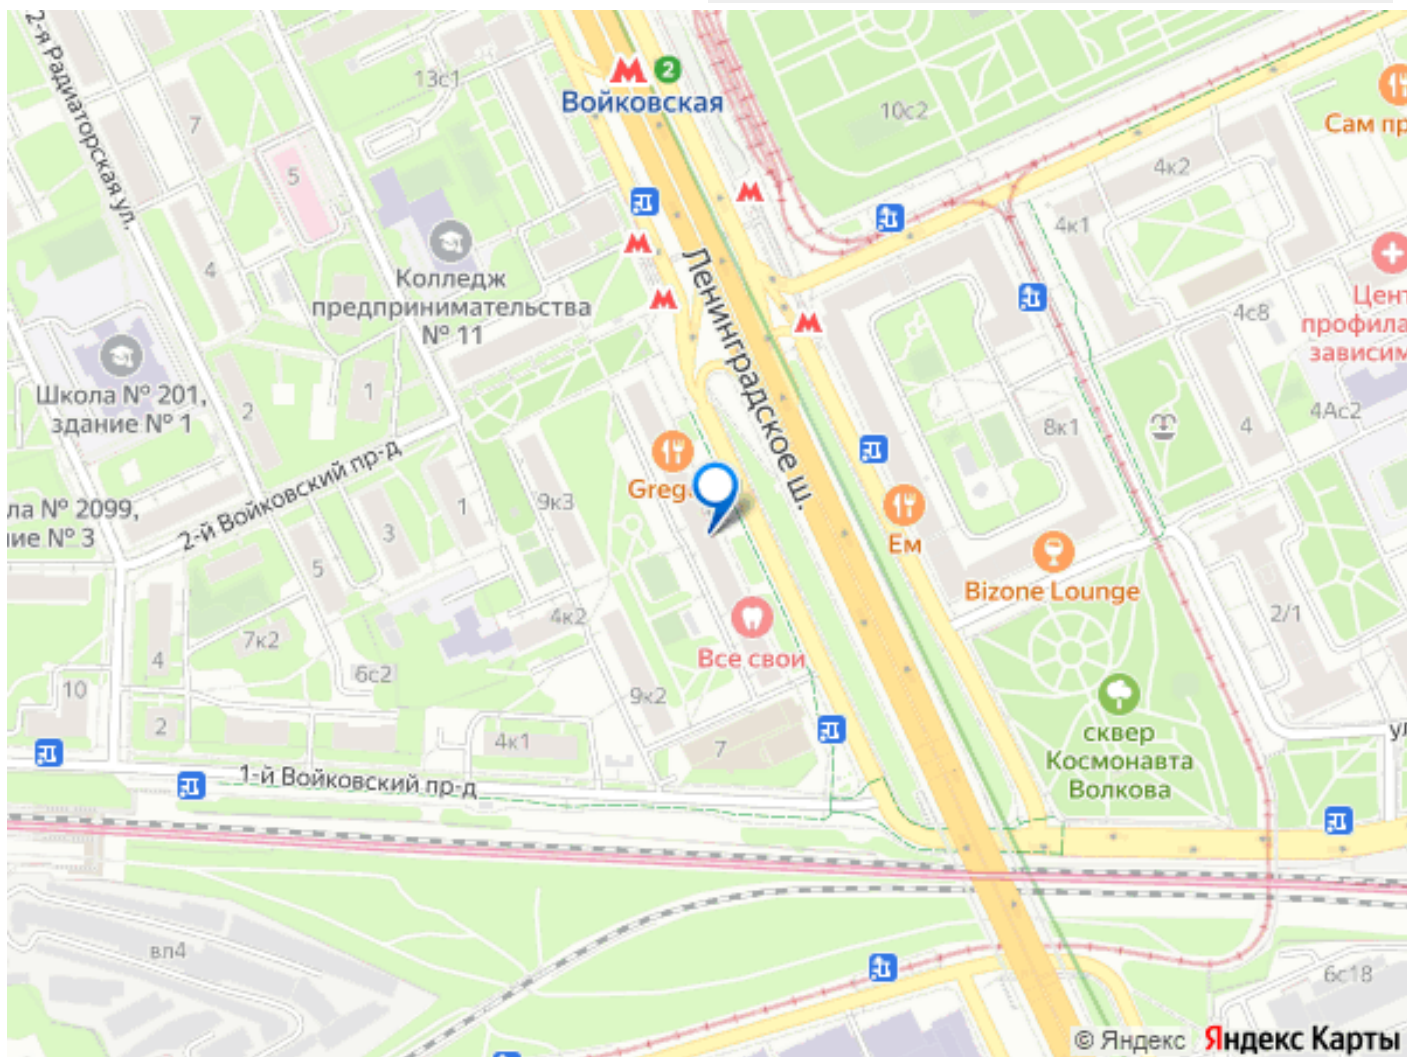 2-я Радиаторская ул.
13с1
2
Войковская
10с2
Сам пр
7
5
4к2
4к1
Колледж
предпринимательства
№ 11
4
Ленинградское ш.
4с8
Цент
профила
зависим
Школа № 201,
здание № 1
2
1
8к1
4
4Ас2
2-й Войковский пр-д
ла № 2099,
ие № 3
1
9к3
3
Grega
Ем
5
Bizone Lounge
7к2
4к2
2/1
4
6с2
Все свои
10
2
9к2
4к1
7
сквер
Космонавта
Волкова
ул
1-й Войковский пр-д
вл4
6с18
© Яндекс Яндекс Карты